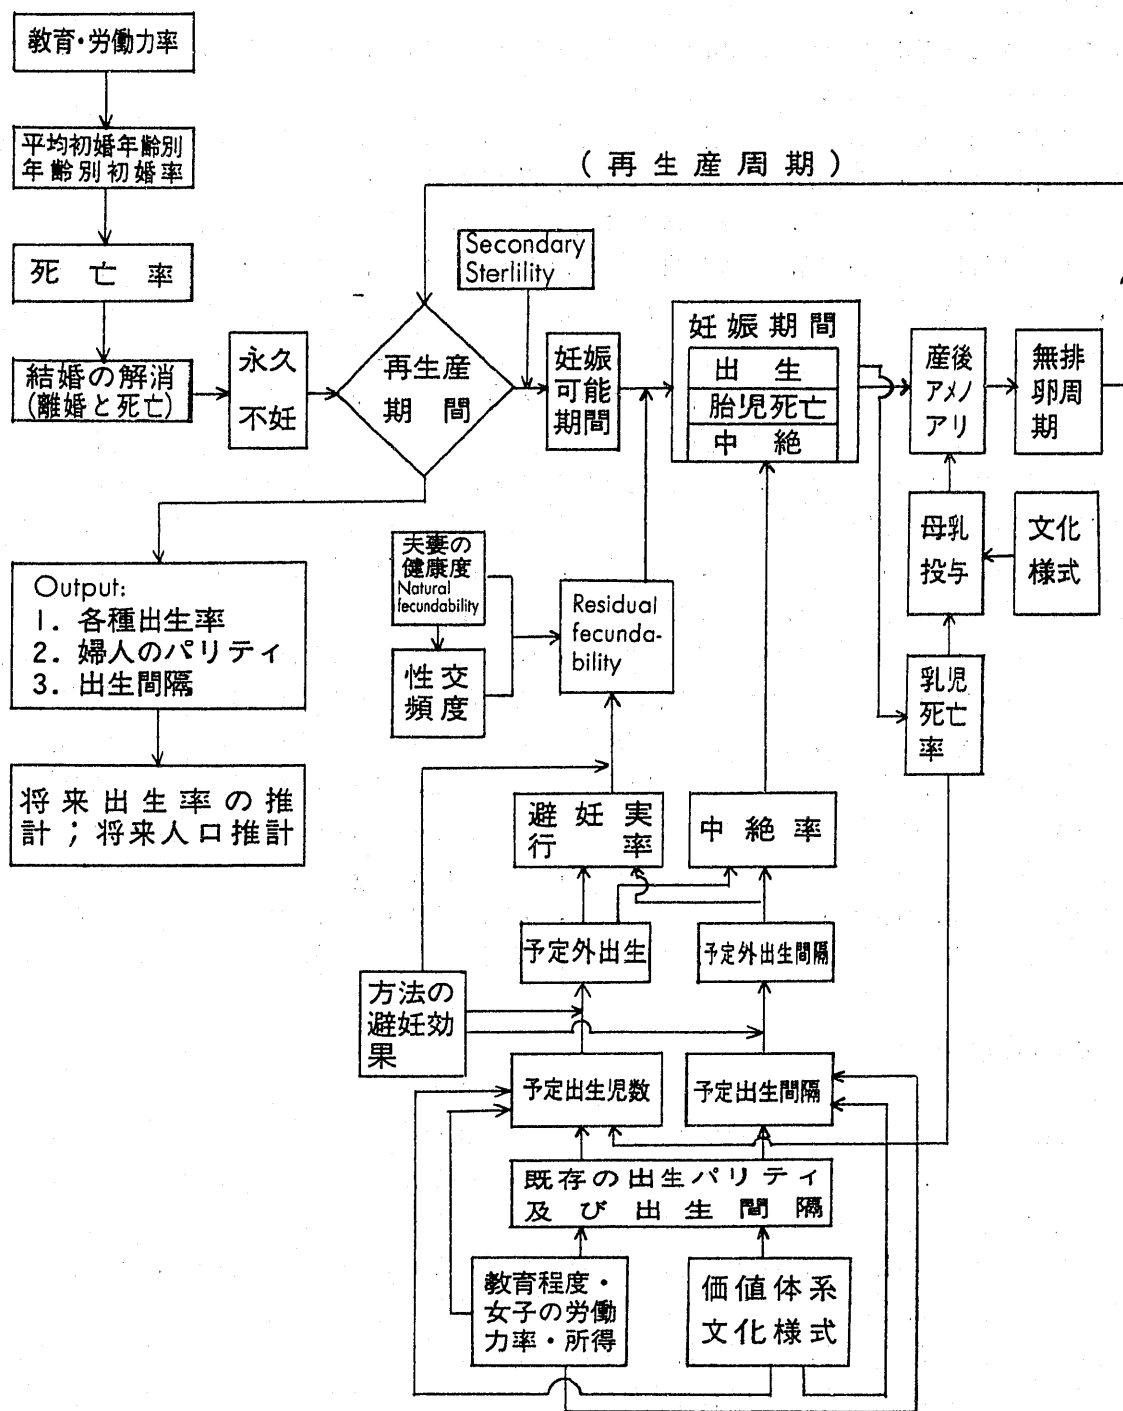 教育・労働力率
平均初婚年齢別
年齢別初婚率
(再生産周期)
死亡率
Secondary
Sterlility
結婚の解消
(離婚と死亡)
永久
不妊
再生産
期間
妊娠
可能
期間
妊娠期間
出生
胎児死亡
中絶
産後
アメノ
アリ
無排
卵周
期
母乳
投与
文化
様式
夫妻の
健康度
Natural
fecundability
性交
頻度
Residual
fecunda-
bility
乳児
死亡
率
Output:
1. 各種出生率
2. 婦人のパリティ
3. 出生間隔
将来出生率の推
計;将来人口推計
避妊実
行率
中絶率
予定外出生
予定外出生間隔
方法の
避妊効
果
予定出生児数
予定出生間隔
既存の出生パリティ
及び出生間隔
教育程度・
女子の労働
力率・所得
価値体系
文化様式